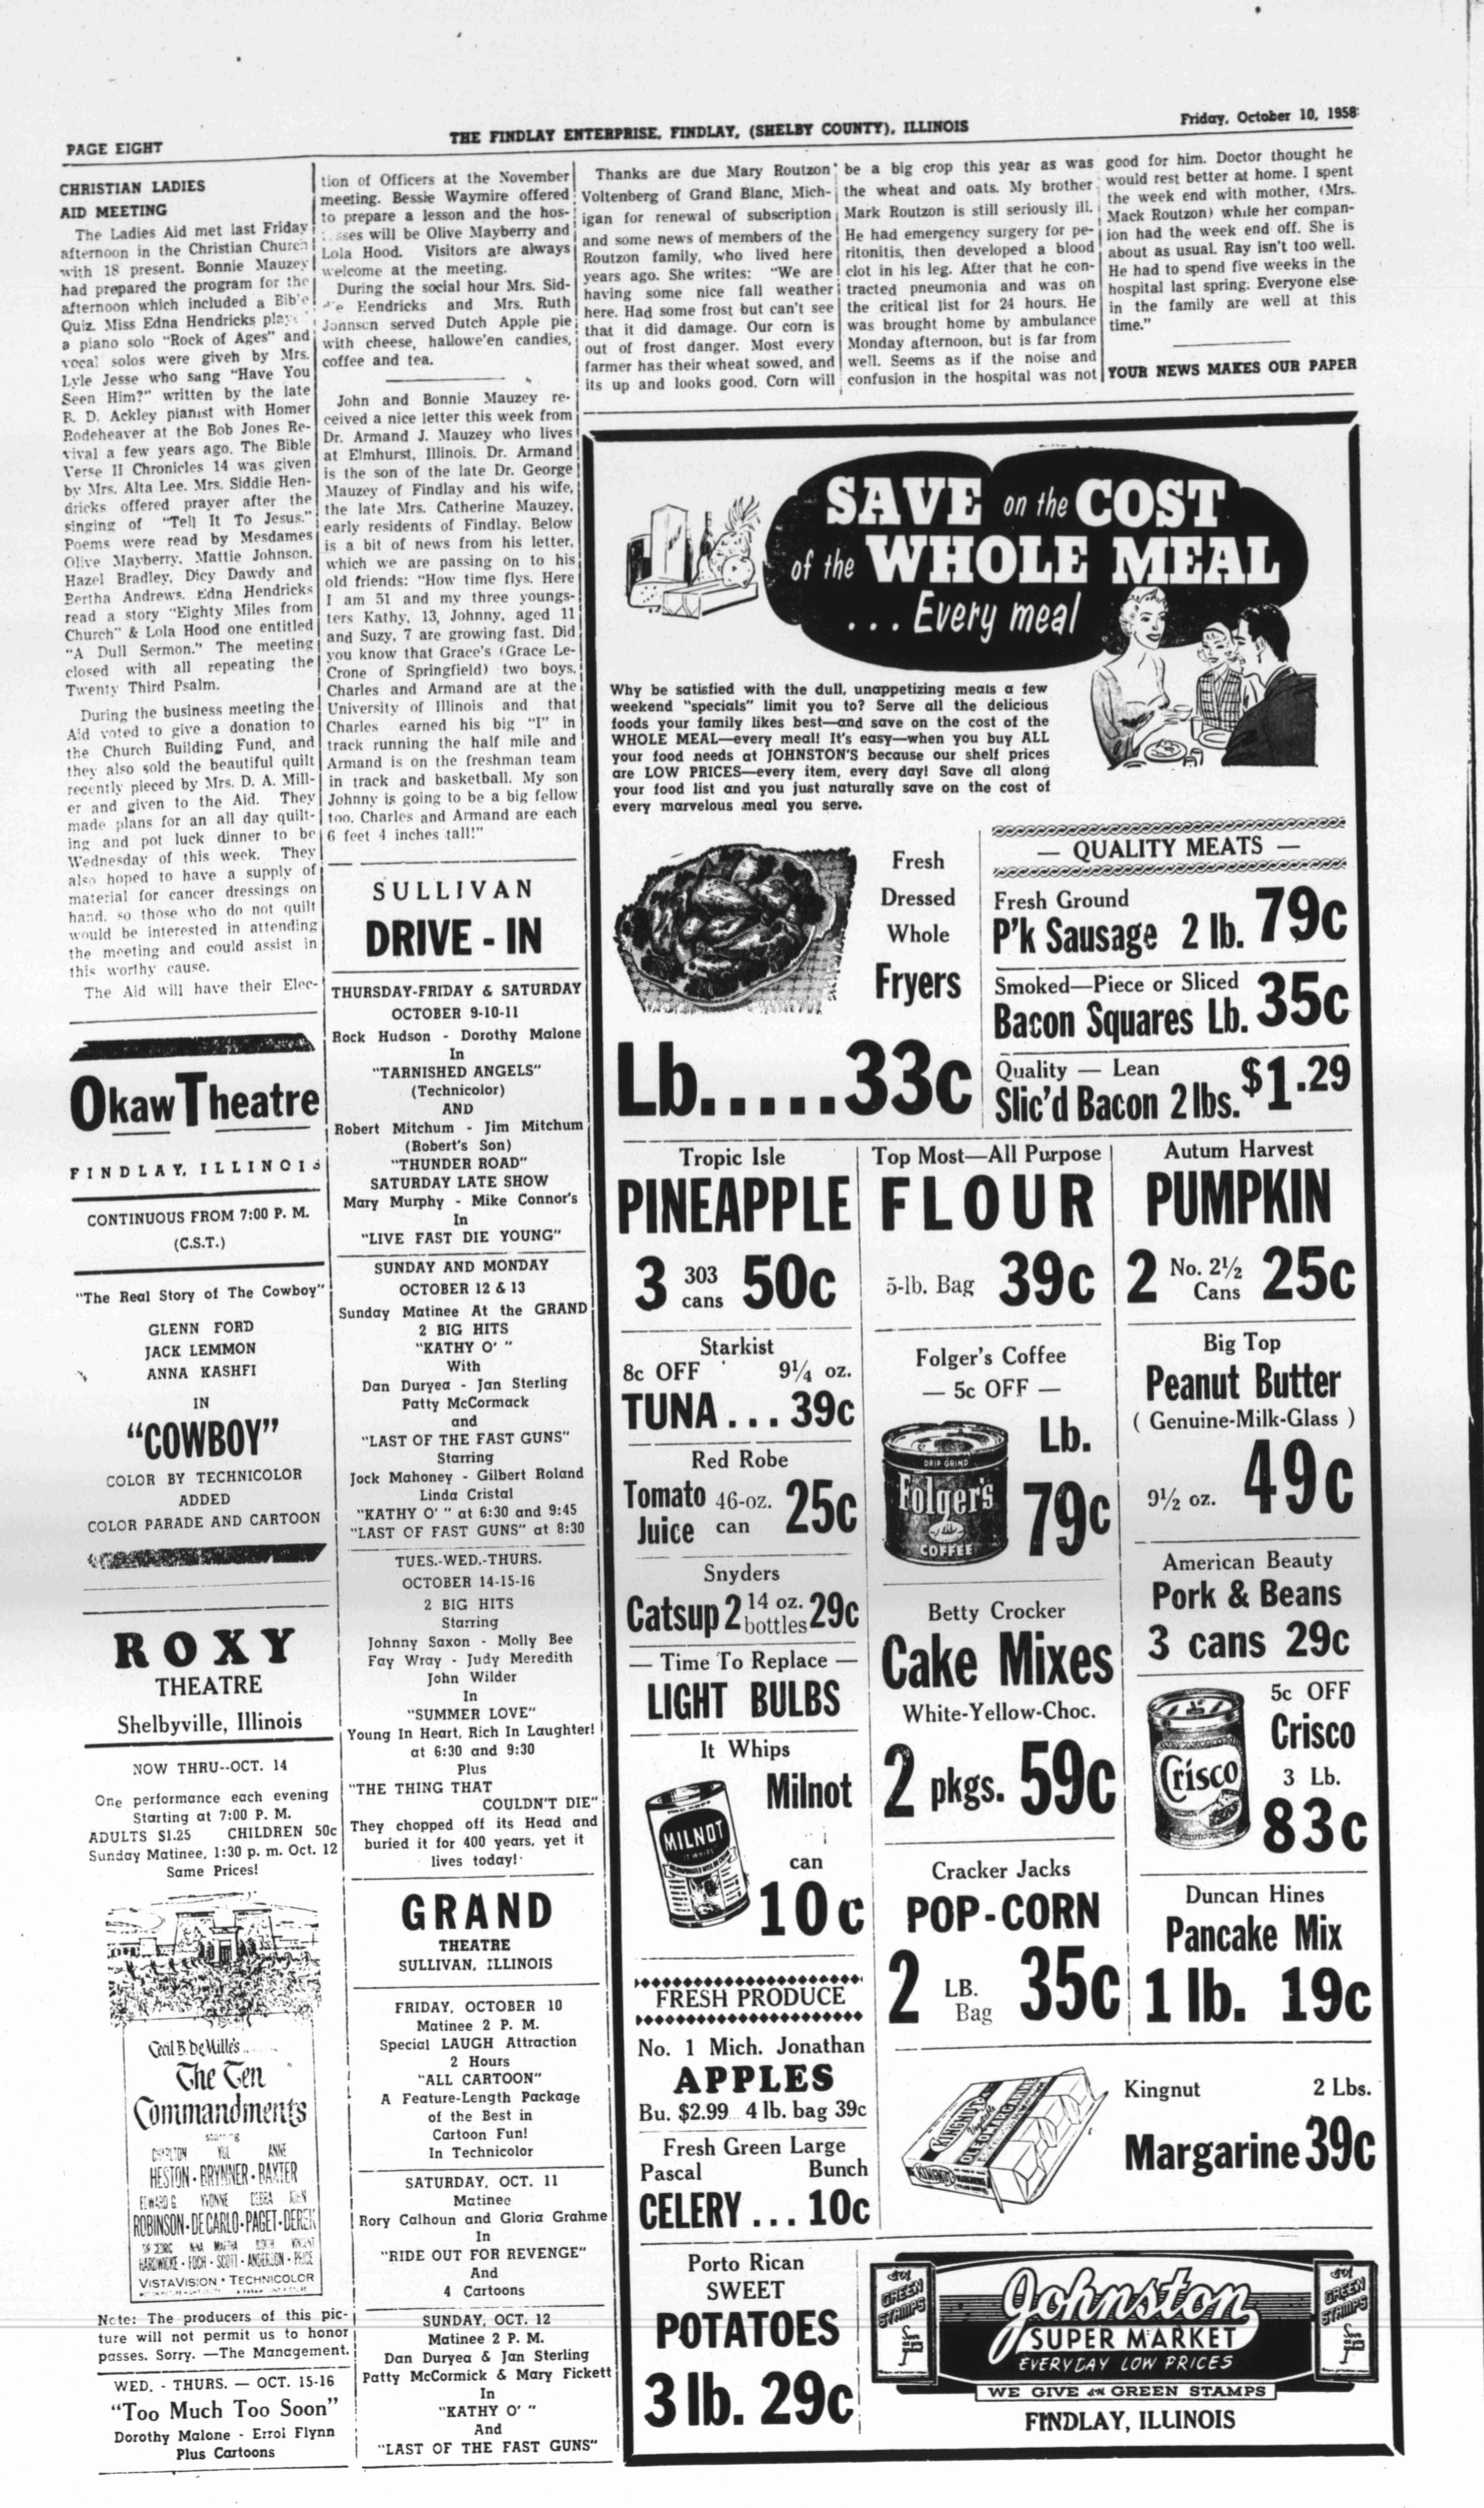 PAGE EIGHT
THE FINDLAY ENTERPRISE, FINDLAY, (SHELBY COUNTY), ILLINOIS
Friday, October 10, 1958
CHRISTIAN LADIES
AID MEETING
The Ladies Aid met last Friday
afternoon in the Christian Church
with 18 present. Bonnie Mauzey
had prepared the program for the
afternoon which included a Bible
Quiz. Miss Edna Hendricks
a piano solo "Rock of Ages" and
vocal solos were giveh by Mrs.
Lyle Jesse who sang "Have You
Seen Him?" written by the late
B. D. Ackley pianist with Homer
Rodeheaver at the Bob Jones Re-
vival a few years ago. The Bible
Verse II Chronicles 14 was given
by Mrs. Alta Lee. Mrs. Siddie Hen-
dricks offered prayer after the
singing of "Tell It To Jesus."
Poems were read by Mesdames
Olive Mayberry, Mattie Johnson,
Hazel Bradley, Dicy Dawdy and
Bertha Andrews. Edna Hendricks
read a story "Eighty Miles from
Church" & Lola Hood one entitled
"A Dull Sermon." The meeting
closed with all repeating the
Twenty Third Psalm.
During the business meeting the
Aid voted to give a donation to
the Church Building Fund, and
they also sold the beautiful quilt
recently pieced by Mrs. D. A. Mill-
er and given to the Aid. They
made plans for an all day quilt-
ing and pot luck dinner to be
Wednesday of this week. They
also hoped to have a supply of
material for cancer dressings on
hand, so those who do not quilt
would be interested in attending
the meeting and could assist in
this worthy cause.
The Aid will have their Elec-
tion of Officers at the November
meeting. Bessie Waymire offered
to prepare a lesson and the hos-
sses will be Olive Mayberry and
Lola Hood. Visitors are always
welcome at the meeting.
During the social hour Mrs. Sid-
Hendricks and Mrs. Ruth
Johnson served Dutch Apple pie
with cheese, hallowe'en candies,
coffee and tea.
John and Bonnie Mauzey re-
ceived a nice letter this week from
Dr. Armand J. Mauzey who lives
at Elmhurst, Illinois. Dr. Armand
is the son of the late Dr. George
Mauzey of Findlay and his wife,
the late Mrs. Catherine Mauzey,
early residents of Findlay. Below
is a bit of news from his letter,
which we are passing on to his
old friends: "How time flys. Here
I am 51 and my three youngs-
ters Kathy, 13, Johnny, aged 11
and Suzy, 7 are growing fast. Did
you know that Grace's (Grace Le-
Crone of Springfield) two boys,
Charles and Armand are at the
University of Illinois and that
Charles earned his big "I" in
track running the half mile and
Armand is on the freshman team
in track and basketball. My son
Johnny is going to be a big fellow
too. Charles and Armand are each
6 feet 4 inches tall!"
Thanks are due Mary Routzon
Voltenberg of Grand Blanc, Mich-
igan for renewal of subscription
and some news of members of the
Routzon family, who lived here
years ago. She writes: "We are
having some nice fall weather
here. Had some frost but can't see
that it did damage. Our corn is
out of frost danger. Most every
farmer has their wheat sowed, and
its up and looks good. Corn will
be a big crop this year as was
the wheat and oats. My brother
Mark Routzon is still seriously ill.
He had emergency surgery for pe-
ritonitis, then developed a blood
clot in his leg. After that he con-
tracted pneumonia and was on
the critical list for 24 hours. He
was brought home by ambulance
Monday afternoon, but is far from
well. Seems as if the noise and
confusion in the hospital was not
good for him. Doctor thought he
would rest better at home. I spent
the week end with mother, (Mrs.
Mack Routzon) while her compan-
ion had the week end off. She is
about as usual. Ray isn't too well.
He had to spend five weeks in the
hospital last spring. Everyone else
in the family are well at this
time."
YOUR NEWS MAKES OUR PAPER
Okaw Theatre
FINDLAY, ILLINOIS
CONTINUOUS FROM 7:00 P. M.
(C.S.T.)
"The Real Story of The Cowboy"
GLENN FORD
JACK LEMMON
ANNA KASHFI
IN
"COWBOY"
COLOR BY TECHNICOLOR
ADDED
COLOR PARADE AND CARTOON
ROXY
THEATRE
Shelbyville, Illinois
NOW THRU--OCT. 14
One performance each evening
Starting at 7:00 P. M.
ADULTS $1.25 CHILDREN 50c
Sunday Matinee, 1:30 p. m. Oct. 12
Same Prices!
Cecil B. DeMille's
The Ten
Commandments
starring
CHARLTON YUL ANNE
HESTON · BRYNNER · BAXTER
EDWARD G. YVONNE DEBRA JOHN
ROBINSON · DE CARLO · PAGET · DEREK
SIR CEDRIC NINA MARTHA JUDITH VINCENT
HARDWICKE · FOCH · SCOTT · ANDERSON · PRICE
VISTAVISION · TECHNICOLOR
Note: The producers of this pic-
ture will not permit us to honor
passes. Sorry. —The Management.
WED. - THURS. — OCT. 15-16
"Too Much Too Soon"
Dorothy Malone - Errol Flynn
Plus Cartoons
SULLIVAN
DRIVE - IN
THURSDAY-FRIDAY & SATURDAY
OCTOBER 9-10-11
Rock Hudson - Dorothy Malone
In
"TARNISHED ANGELS"
(Technicolor)
AND
Robert Mitchum - Jim Mitchum
(Robert's Son)
"THUNDER ROAD"
SATURDAY LATE SHOW
Mary Murphy - Mike Connor's
In
"LIVE FAST DIE YOUNG"
SUNDAY AND MONDAY
OCTOBER 12 & 13
Sunday Matinee At the GRAND
2 BIG HITS
"KATHY O' "
With
Dan Duryea - Jan Sterling
Patty McCormack
and
"LAST OF THE FAST GUNS"
Starring
Jock Mahoney - Gilbert Roland
Linda Cristal
"KATHY O' " at 6:30 and 9:45
"LAST OF FAST GUNS" at 8:30
TUES.-WED.-THURS.
OCTOBER 14-15-16
2 BIG HITS
Starring
Johnny Saxon - Molly Bee
Fay Wray - Judy Meredith
John Wilder
In
"SUMMER LOVE"
Young In Heart, Rich In Laughter!
at 6:30 and 9:30
Plus
"THE THING THAT
COULDN'T DIE"
They chopped off its Head and
buried it for 400 years, yet it
lives today!
GRAND
THEATRE
SULLIVAN, ILLINOIS
FRIDAY, OCTOBER 10
Matinee 2 P. M.
Special LAUGH Attraction
2 Hours
"ALL CARTOON"
A Feature-Length Package
of the Best in
Cartoon Fun!
In Technicolor
SATURDAY, OCT. 11
Matinee
Rory Calhoun and Gloria Grahme
In
"RIDE OUT FOR REVENGE"
And
4 Cartoons
SUNDAY, OCT. 12
Matinee 2 P. M.
Dan Duryea & Jan Sterling
Patty McCormick & Mary Fickett
In
"KATHY O' "
And
"LAST OF THE FAST GUNS"
SAVE on the COST
of the WHOLE MEAL
... Every meal
Why be satisfied with the dull, unappetizing meals a few
weekend "specials" limit you to? Serve all the delicious
foods your family likes best—and save on the cost of the
WHOLE MEAL—every meal! It's easy—when you buy ALL
your food needs at JOHNSTON'S because our shelf prices
are LOW PRICES—every item, every day! Save all along
your food list and you just naturally save on the cost of
every marvelous meal you serve.
Fresh
Dressed
Whole
Fryers
Lb.....33c
— QUALITY MEATS —
Fresh Ground
P'k Sausage 2 lb. 79c
Smoked—Piece or Sliced
Bacon Squares Lb. 35c
Quality — Lean
Slic'd Bacon 2 lbs. $1.29
Tropic Isle
PINEAPPLE
3 303 cans 50c
Top Most—All Purpose
FLOUR
5-lb. Bag 39c
Autum Harvest
PUMPKIN
2 No. 2½ Cans 25c
Starkist
8c OFF 9¼ oz.
TUNA ... 39c
Red Robe
Tomato Juice 46-oz. can 25c
Snyders
Catsup 2 14 oz. bottles 29c
— Time To Replace —
LIGHT BULBS
It Whips
Milnot
MILNOT
IT WHIPS
can
10c
Folger's Coffee
— 5c OFF —
DRIP GRIND
Folger's
COFFEE
Lb.
79c
Betty Crocker
Cake Mixes
White-Yellow-Choc.
2 pkgs. 59c
Cracker Jacks
POP-CORN
2 LB. Bag 35c
Big Top
Peanut Butter
( Genuine-Milk-Glass )
9½ oz. 49c
American Beauty
Pork & Beans
3 cans 29c
5c OFF
Crisco
Crisco
3 Lb.
83c
Duncan Hines
Pancake Mix
1 lb. 19c
FRESH PRODUCE
No. 1 Mich. Jonathan
APPLES
Bu. $2.99 4 lb. bag 39c
Fresh Green Large
Pascal Bunch
CELERY ... 10c
Porto Rican
SWEET
POTATOES
3 lb. 29c
KINGNUT
Kingnut 2 Lbs.
Margarine 39c
S&H GREEN STAMPS
Johnston
SUPER MARKET
EVERYDAY LOW PRICES
WE GIVE S&H GREEN STAMPS
S&H GREEN STAMPS
FINDLAY, ILLINOIS